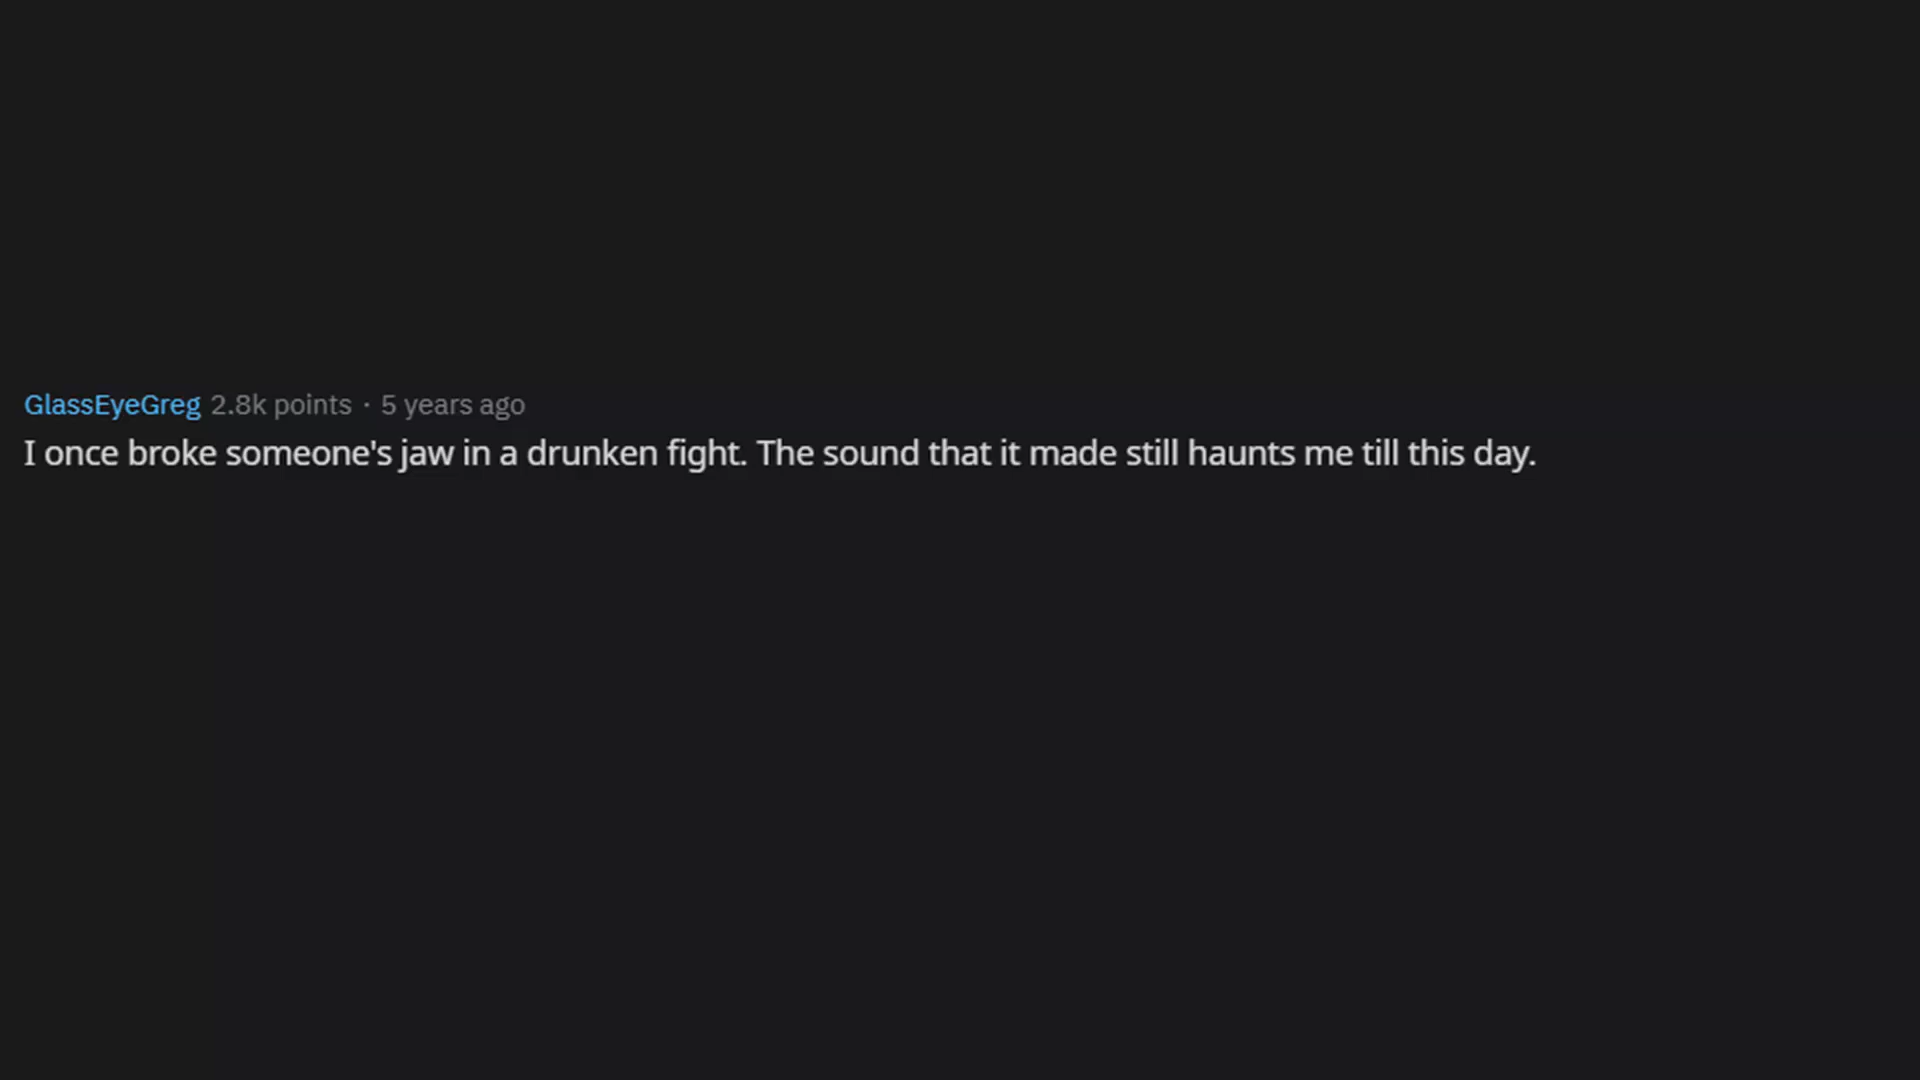 GlassEyeGreg 2.8k points · 5 years ago
I once broke someone's jaw in a drunken fight. The sound that it made still haunts me till this day.